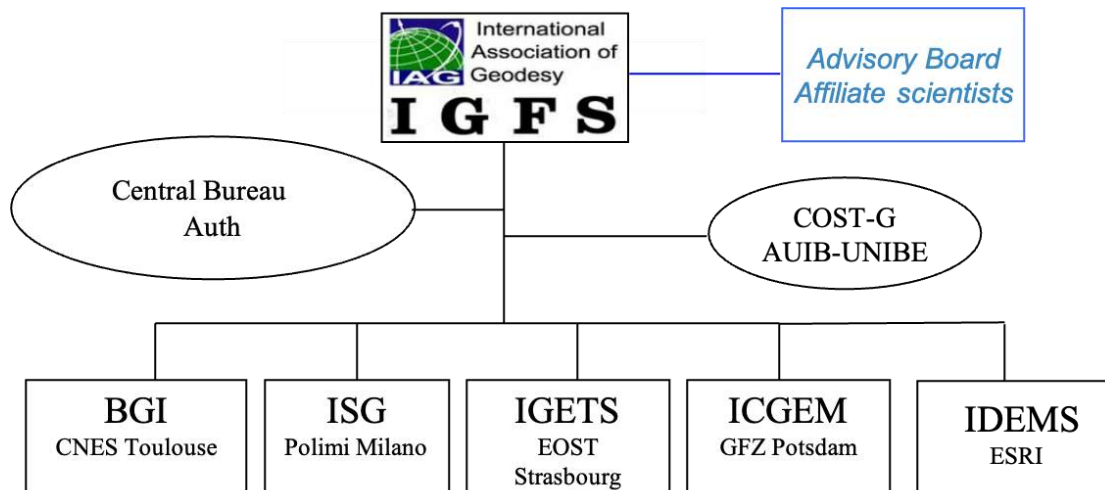 International
Association of
Geodesy
IAG
IGFS
Advisory Board
Affiliate scientists
Central Bureau
Auth
COST-G
AUIB-UNIBE
BGI
CNES Toulouse
ISG
Polimi Milano
IGETS
EOST
Strasbourg
ICGEM
GFZ Potsdam
IDEMS
ESRI